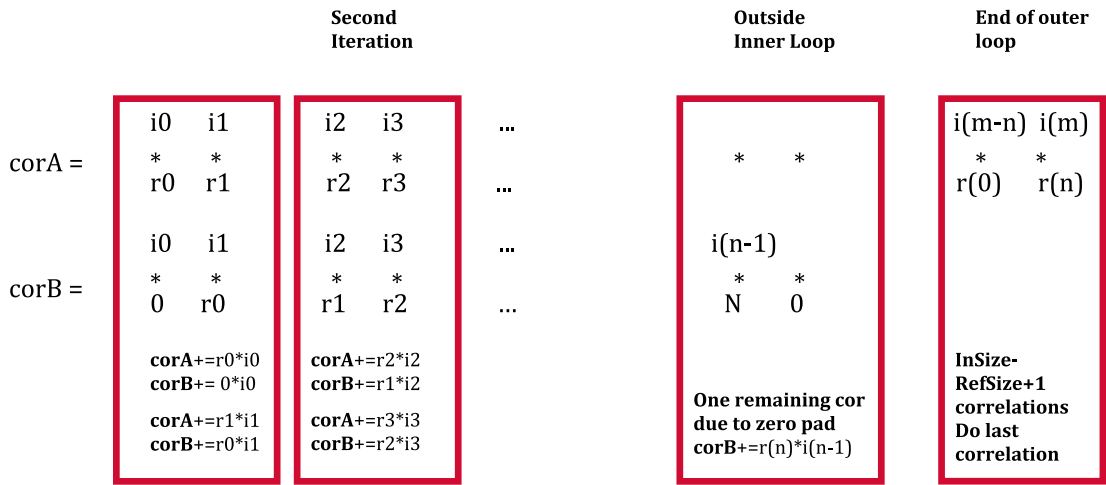 Second
Iteration
Outside
Inner Loop
End of outer
loop
i0 i1 i2 i3 ... i(m-n) i(m)
corA = * * * * * * * *
r0 r1 r2 r3 ... r(0) r(n)
i0 i1 i2 i3 ... i(n-1)
corB = * * * * * *
0 r0 r1 r2 ... N 0
corA+=r0*i0
corB+= 0*i0
corA+=r1*i1
corB+=r0*i1
corA+=r2*i2
corB+=r1*i2
corA+=r3*i3
corB+=r2*i3
One remaining cor
due to zero pad
corB+=r(n)*i(n-1)
InSize-
RefSize+1
correlations
Do last
correlation